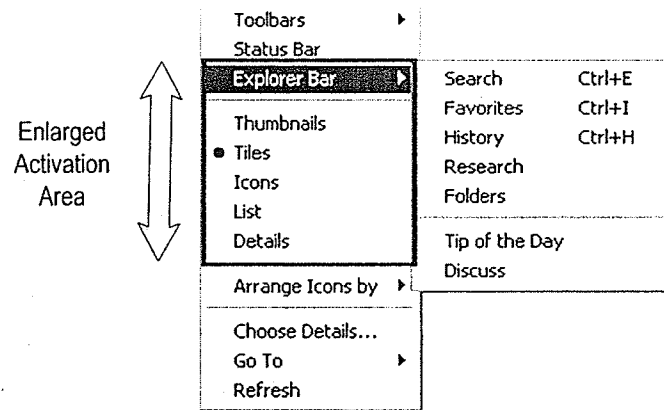 Enlarged
Activation
Area
Toolbars
Status Bar
Explorer Bar
Thumbnails
Tiles
Icons
List
Details
Arrange Icons by
Choose Details...
Go To
Refresh
Search Ctrl+E
Favorites Ctrl+I
History Ctrl+H
Research
Folders
Tip of the Day
Discuss